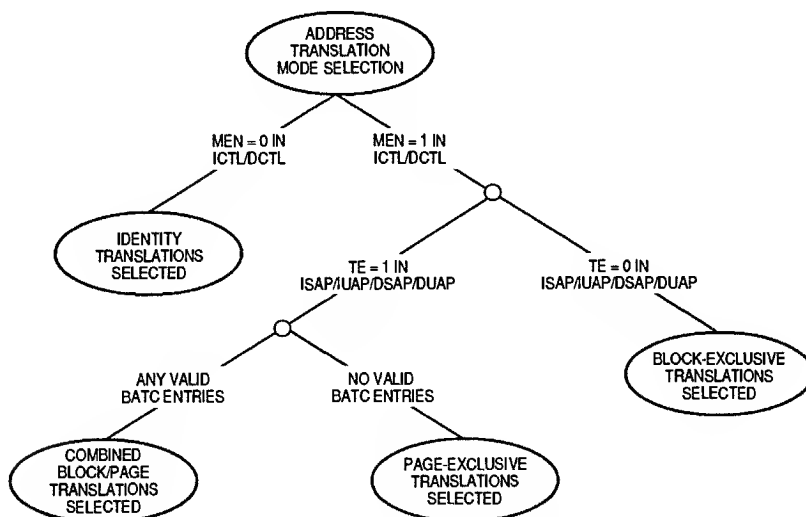 ADDRESS
TRANSLATION
MODE SELECTION
MEN = 0 IN
ICTL/DCTL
MEN = 1 IN
ICTL/DCTL
IDENTITY
TRANSLATIONS
SELECTED
TE = 1 IN
ISAP/IUAP/DSAP/DUAP
TE = 0 IN
ISAP/IUAP/DSAP/DUAP
ANY VALID
BATC ENTRIES
NO VALID
BATC ENTRIES
BLOCK-EXCLUSIVE
TRANSLATIONS
SELECTED
COMBINED
BLOCK/PAGE
TRANSLATIONS
SELECTED
PAGE-EXCLUSIVE
TRANSLATIONS
SELECTED